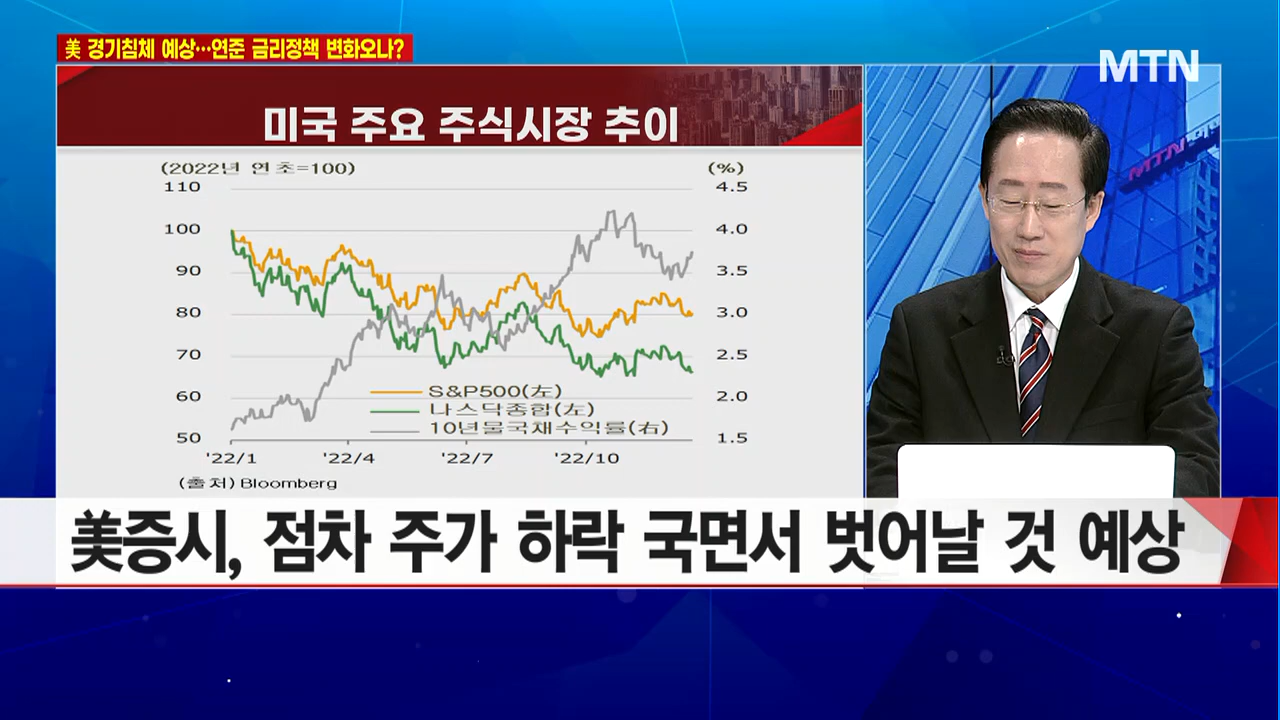 美 경기침체 예상…연준 금리정책 변화오나?
MTN
미국 주요 주식시장 추이
(2022년 연초=100)
(%)
110
4.5
100
4.0
90
3.5
80
3.0
70
2.5
60
2.0
50
1.5
S&P500(左)
나스닥종합(左)
10년물국채수익률(右)
'22/1
'22/4
'22/7
'22/10
(출처) Bloomberg
MTN
美증시, 점차 주가 하락 국면서 벗어날 것 예상